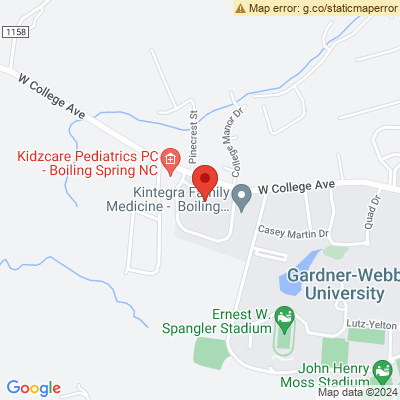 ⚠ Map error: g.co/staticmaperror
1158
W College Ave
Pinecrest St
College Manor Dr
Kidzcare Pediatrics PC
- Boiling Spring NC
Kintegra Family
Medicine - Boiling...
W College Ave
Quad Dr
Casey Martin Dr
Gardner-Webb
University
Ernest W.
Spangler Stadium
Lutz-Yelton
John Henry
Moss Stadium
Google
Map data ©2024